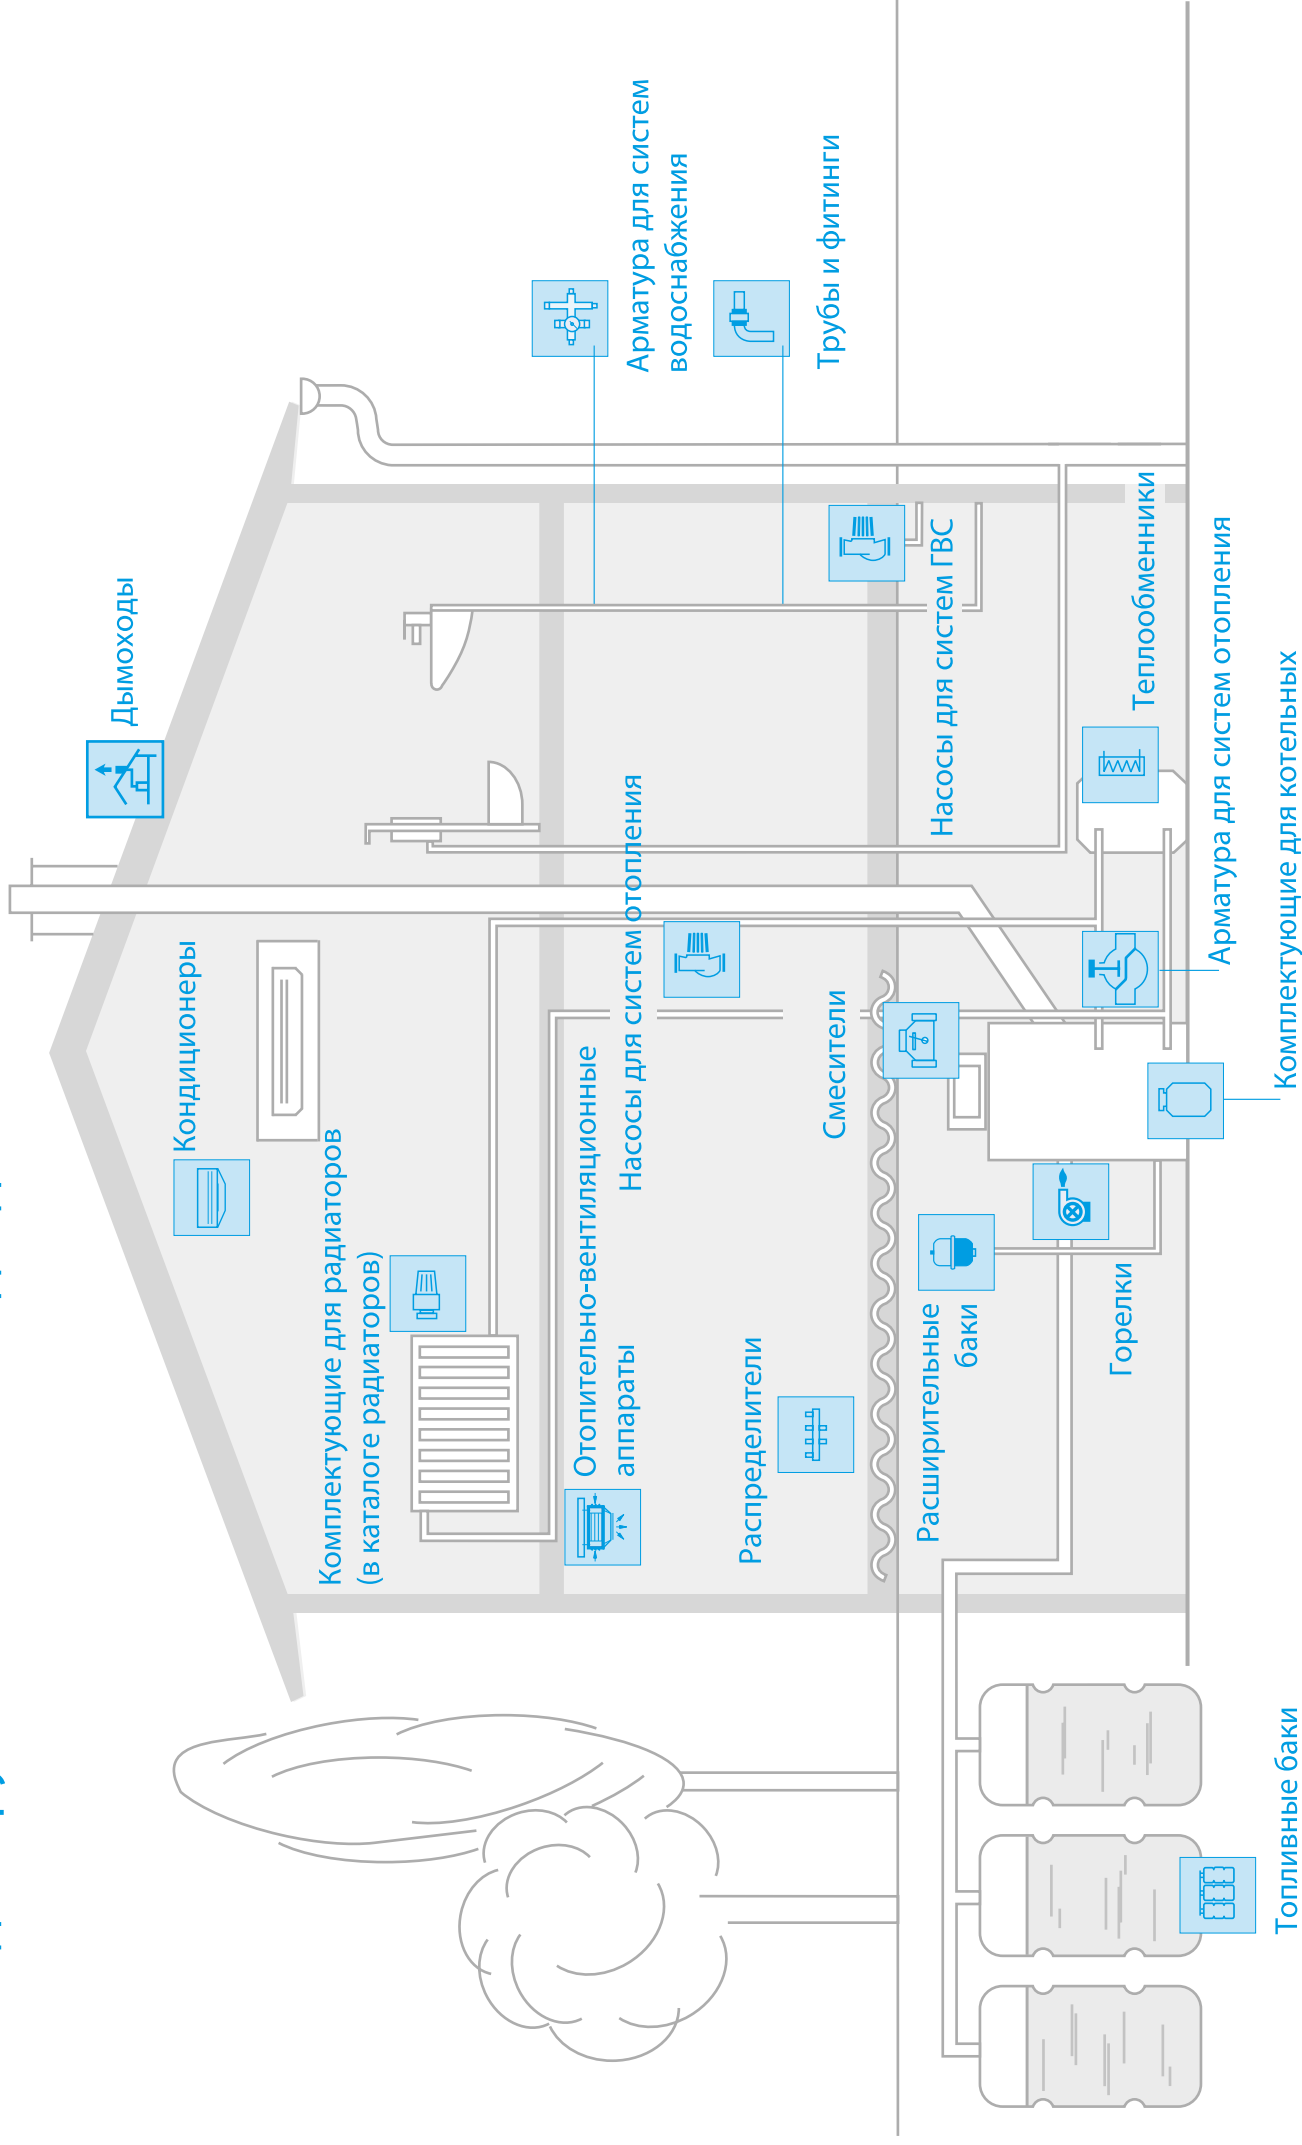 Дымоходы
Кондиционеры
Комплектующие для радиаторов
(в каталоге радиаторов)
Арматура для систем
водоснабжения
Отопительно-вентиляционные
аппараты
Насосы для систем отопления
Трубы и фитинги
Распределители
Смесители
Насосы для систем ГВС
Расширительные
баки
Горелки
Теплообменники
Арматура для систем отопления
Топливные баки
Комплектующие для котельных